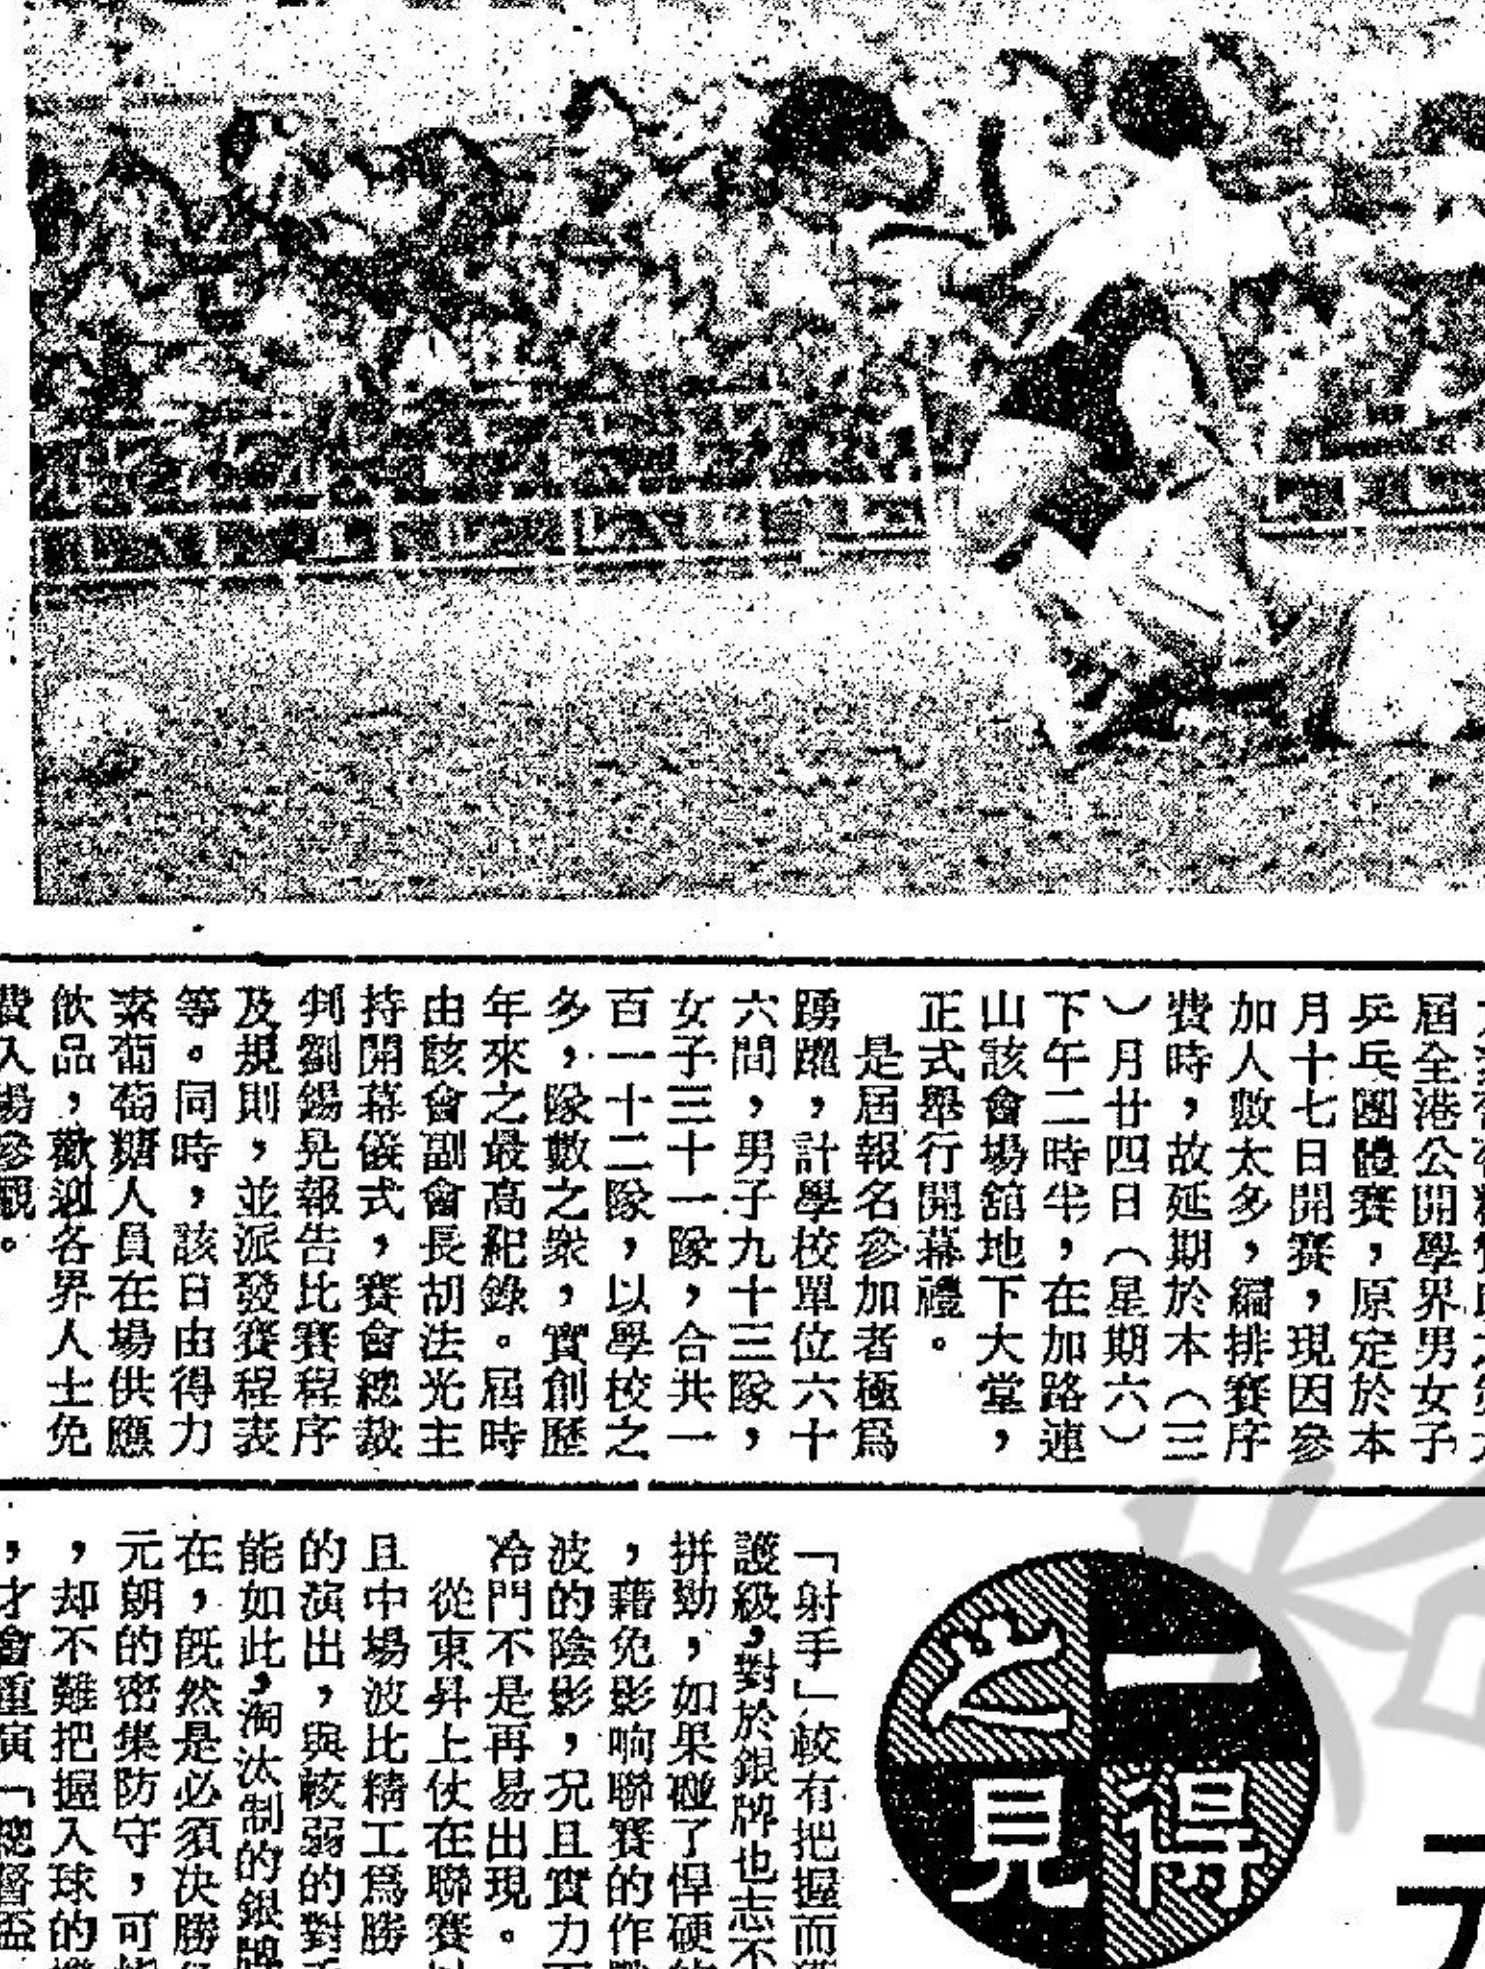 屆全港公開學界男女子
乒乓團體賽，原定於本
月十七日開賽，現因參
加人數太多，編排賽序
費時，故延期於本（三
）月廿四日（星期六）
下午二時半，在加路連
山該會場舘地下大堂，
正式舉行開幕禮。
是屆報名參加者極爲
踴躍，計學校單位六十
六間，男子九十三隊，
女子三十一隊，合共一
百一十二隊，以學校之
多，隊數之衆，實創歷
年來之最高紀錄。屆時
由該會副會長胡法光主
持開幕儀式，賽會總裁
判劉錫晃報告比賽程序
及規則，並派發賽程表
等。同時，該日由得力
素葡萄糖人員在場供應
飲品，歡迎各界人士免
費入場參觀。
一得之見
「射手」較有把握而
護級，對於銀牌也志不
拼勁，如果碰了悍硬的
，藉免影响聯賽的作戰
波的陰影，况且實力
冷門不是再易出現。
從東昇上仗在聯賽
且中場波比精工爲勝
的演出，與較弱的對手
能如此，淘汰制的銀牌
在，旣然是必須决勝
元朗的密集防守，可能
，却不難把握入球的機
，才會重演「總督盃